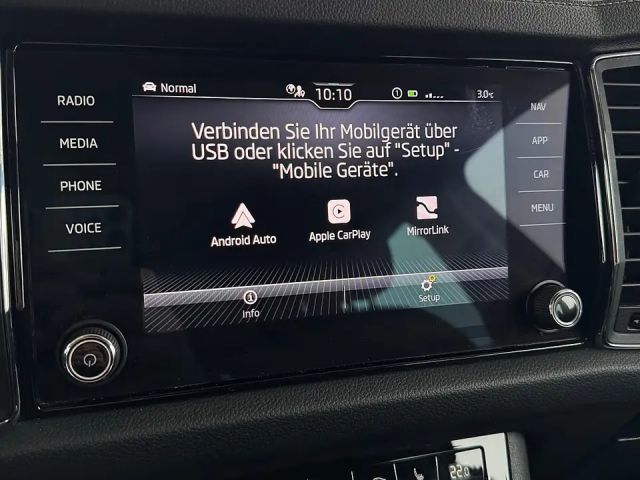 Normal 10:10 3.0°C
RADIO
MEDIA
PHONE
VOICE
Verbinden Sie Ihr Mobilgerät über
USB oder klicken Sie auf "Setup" -
"Mobile Geräte".
Android Auto Apple CarPlay MirrorLink
Info Setup
NAV
APP
CAR
MENU
22.0